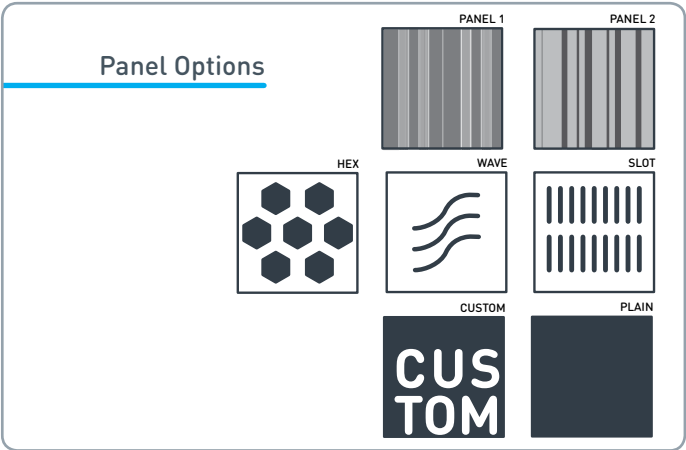 PANEL 1
PANEL 2
Panel Options
HEX
WAVE
SLOT
CUSTOM
PLAIN
CUS
TOM